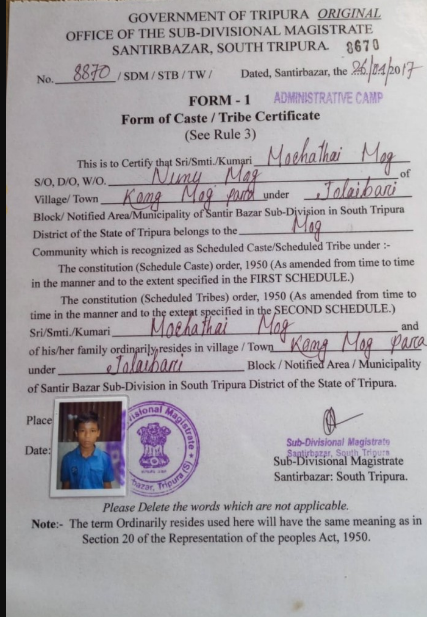 GOVERNMENT OF TRIPURA ORIGINAL
OFFICE OF THE SUB-DIVISIONAL MAGISTRATE
SANTIRBAZAR, SOUTH TRIPURA. 8670
No. 8870 / SDM / STB / TW / Dated, Santirbazar, the 26/01/2017
FORM - 1 ADMINISTRATIVE CAMP
Form of Caste / Tribe Certificate
(See Rule 3)
This is to Certify that Sri/Smti./Kumari Mochathai Mog
S/O, D/O, W/O. Nunu Mog of
Village/ Town Kong Mog para under Jolaibari
Block/ Notified Area/Municipality of Santir Bazar Sub-Division in South Tripura
District of the State of Tripura belongs to the Mog
Community which is recognized as Scheduled Caste/Scheduled Tribe under :-
The constitution (Schedule Caste) order, 1950 (As amended from time to time
in the manner and to the extent specified in the FIRST SCHEDULE.)
The constitution (Scheduled Tribes) order, 1950 (As amended from time to
time in the manner and to the extent specified in the SECOND SCHEDULE.)
Sri/Smti./Kumari Mochathai Mog and
of his/her family ordinarily resides in village / Town Kong Mog para
under Jolaibari Block / Notified Area / Municipality
of Santir Bazar Sub-Division in South Tripura District of the State of Tripura.
Place
Date:
Sub-Divisional Magistrate
Santirbazar, Tripura (S)
Sub-Divisional Magistrate
Santirbazar, South Tripura
Sub-Divisional Magistrate
Santirbazar: South Tripura.
Please Delete the words which are not applicable.
Note:- The term Ordinarily resides used here will have the same meaning as in
Section 20 of the Representation of the peoples Act, 1950.